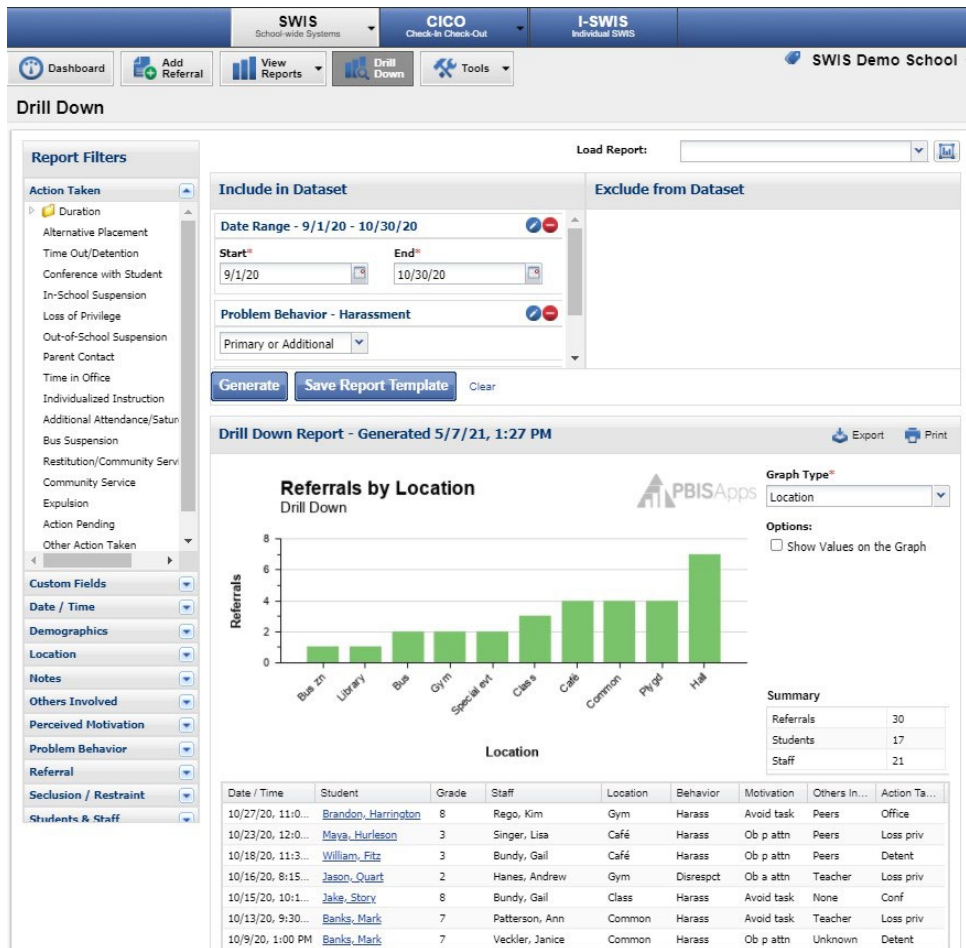 SWIS
School-wide Systems
CICO
Check-In Check-Out
I-SWIS
Individual SWIS
Dashboard
Add Referral
View Reports
Drill Down
Tools
SWIS Demo School
Drill Down
Report Filters
Action Taken
Duration
Alternative Placement
Time Out/Detention
Conference with Student
In-School Suspension
Loss of Privilege
Out-of-School Suspension
Parent Contact
Time in Office
Individualized Instruction
Additional Attendance/Satur
Bus Suspension
Restitution/Community Servi
Community Service
Expulsion
Action Pending
Other Action Taken
Custom Fields
Date / Time
Demographics
Location
Notes
Others Involved
Perceived Motivation
Problem Behavior
Referral
Seclusion / Restraint
Students & Staff
Load Report:
Include in Dataset
Exclude from Dataset
Date Range - 9/1/20 - 10/30/20
Start* End*
9/1/20 10/30/20
Problem Behavior - Harassment
Primary or Additional
Generate Save Report Template Clear
Drill Down Report - Generated 5/7/21, 1:27 PM
Export Print
Referrals by Location
Drill Down
PBISApps
Graph Type*
Location
Options:
Show Values on the Graph
Referrals
8
6
4
2
0
Bus zn Library Bus Gym Special evt Class Café Common Plygd Hall
Location
Summary
Referrals 30
Students 17
Staff 21
Date / Time Student Grade Staff Location Behavior Motivation Others In... Action Ta...
10/27/20, 11:0... Brandon, Harrington 8 Rego, Kim Gym Harass Avoid task Peers Office
10/23/20, 12:0... Maya, Hurleson 3 Singer, Lisa Café Harass Ob p attn Peers Loss priv
10/18/20, 11:3... William, Fitz 3 Bundy, Gail Café Harass Ob p attn Peers Detent
10/16/20, 8:15... Jason, Quart 2 Hanes, Andrew Gym Disrespct Ob a attn Teacher Loss priv
10/15/20, 10:1... Jake, Story 8 Bundy, Gail Class Harass Avoid task None Conf
10/13/20, 9:30... Banks, Mark 7 Patterson, Ann Common Harass Avoid task Teacher Loss priv
10/9/20, 1:00 PM Banks, Mark 7 Veckler, Janice Common Harass Ob p attn Unknown Detent